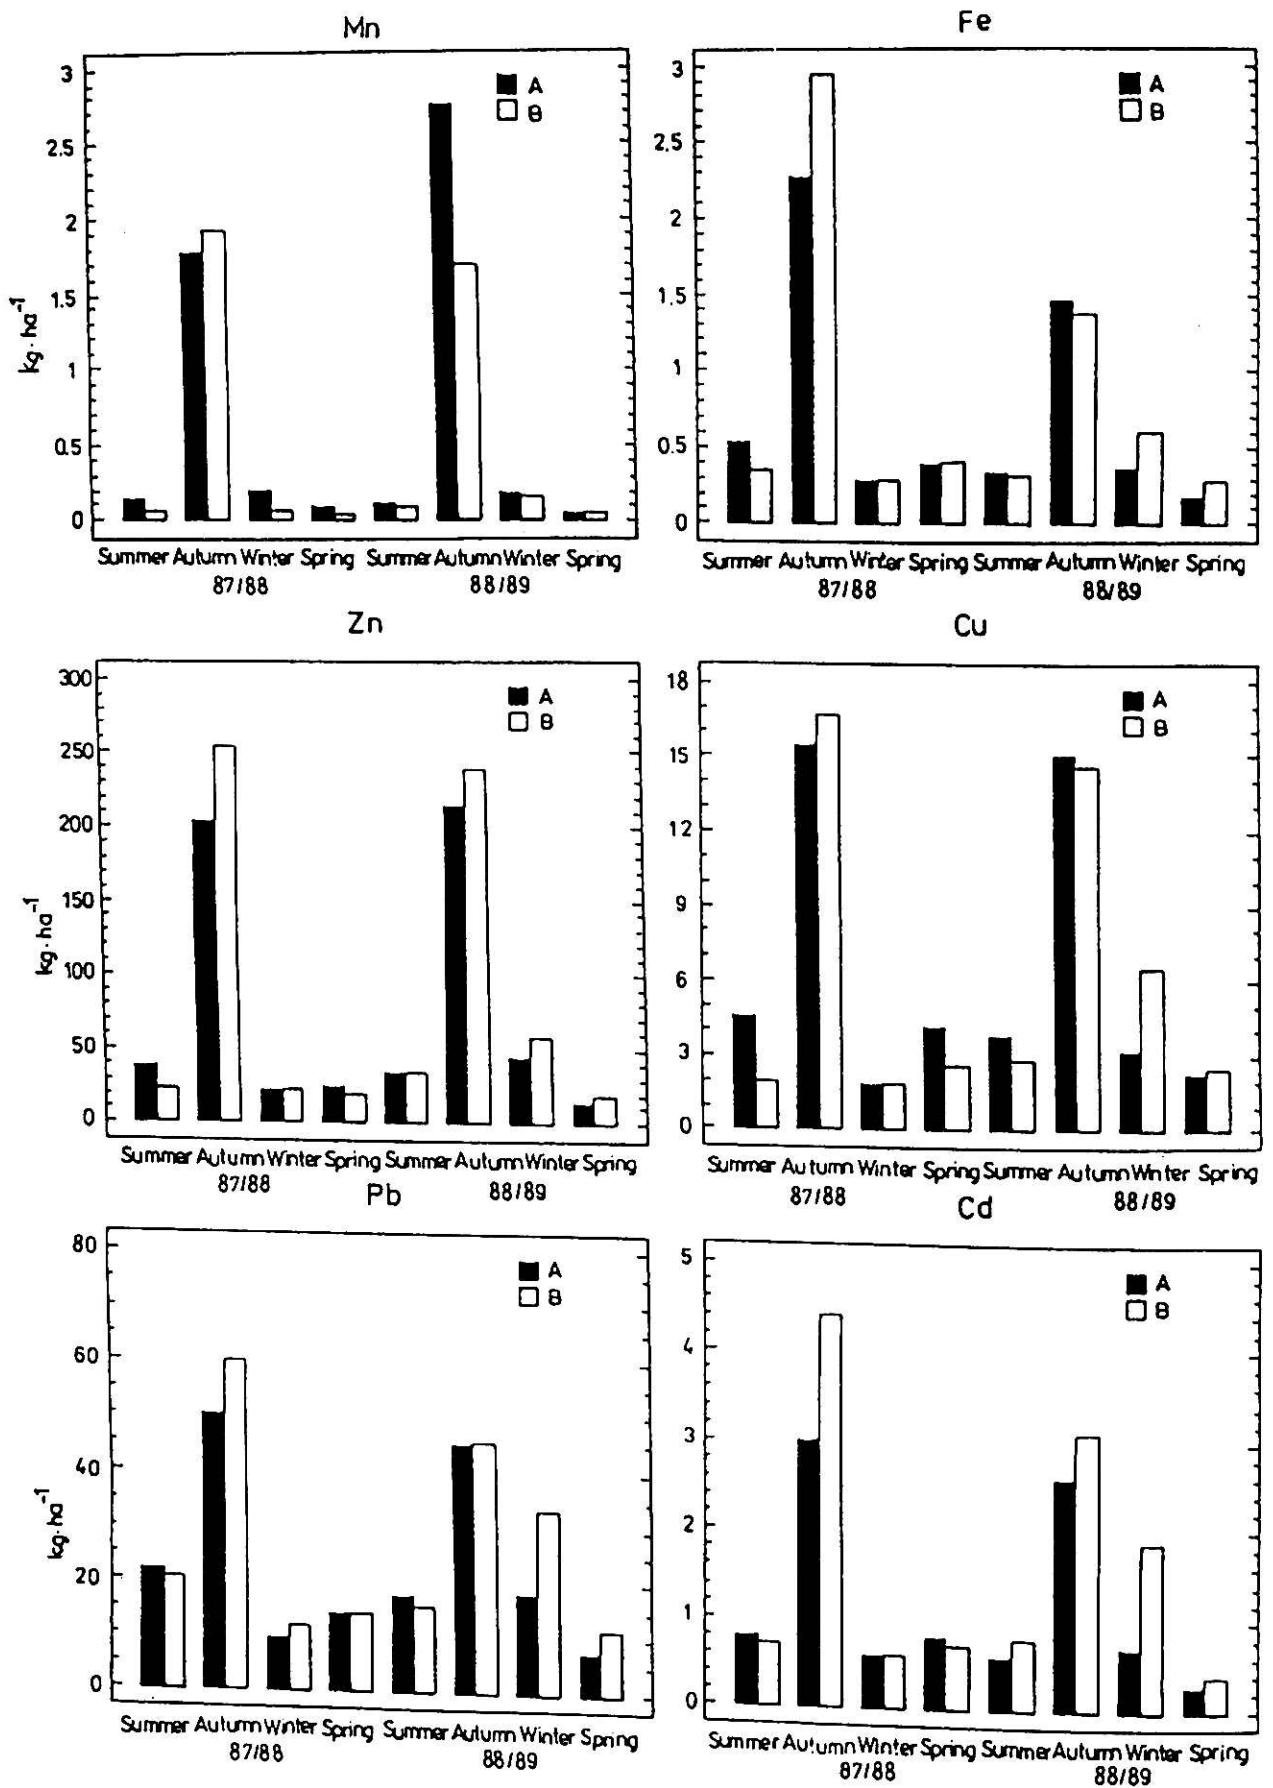 Mn
3
2.5
2
1.5
1
0.5
0
kg·ha⁻¹
A
B
Summer Autumn Winter Spring Summer Autumn Winter Spring
87/88 88/89
Fe
3
2.5
2
1.5
1
0.5
0
A
B
Summer Autumn Winter Spring Summer Autumn Winter Spring
87/88 88/89
Zn
300
250
200
150
100
50
0
kg·ha⁻¹
A
B
Summer Autumn Winter Spring Summer Autumn Winter Spring
87/88 88/89
Cu
18
15
12
9
6
3
0
A
B
Summer Autumn Winter Spring Summer Autumn Winter Spring
87/88 88/89
Pb
80
60
40
20
0
kg·ha⁻¹
A
B
Summer Autumn Winter Spring Summer Autumn Winter Spring
87/88 88/89
Cd
5
4
3
2
1
0
A
B
Summer Autumn Winter Spring Summer Autumn Winter Spring
87/88 88/89